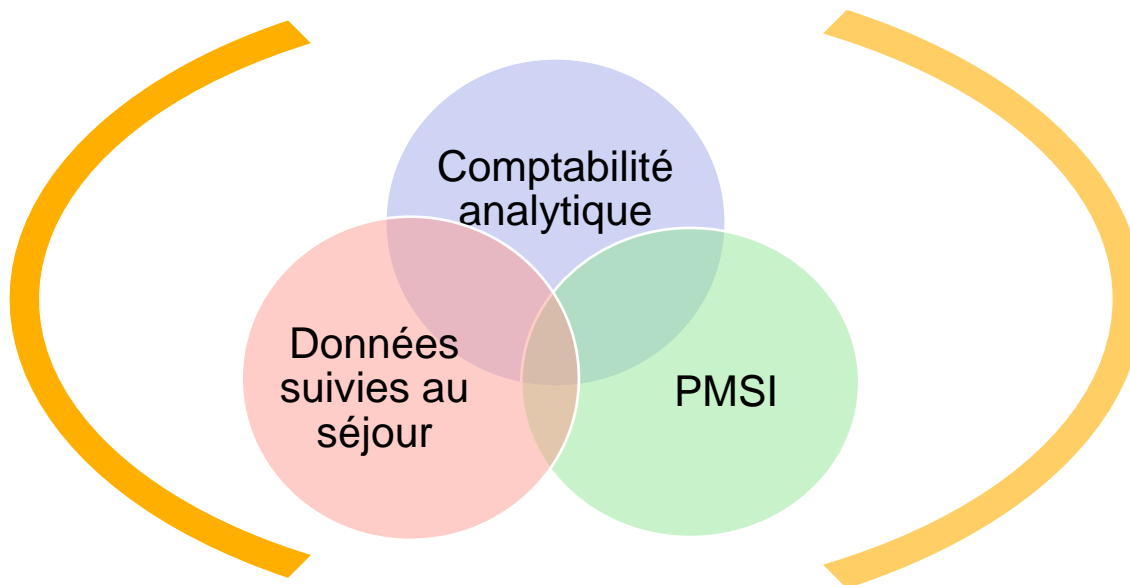 Comptabilité
analytique
Données
suivies au
séjour
PMSI